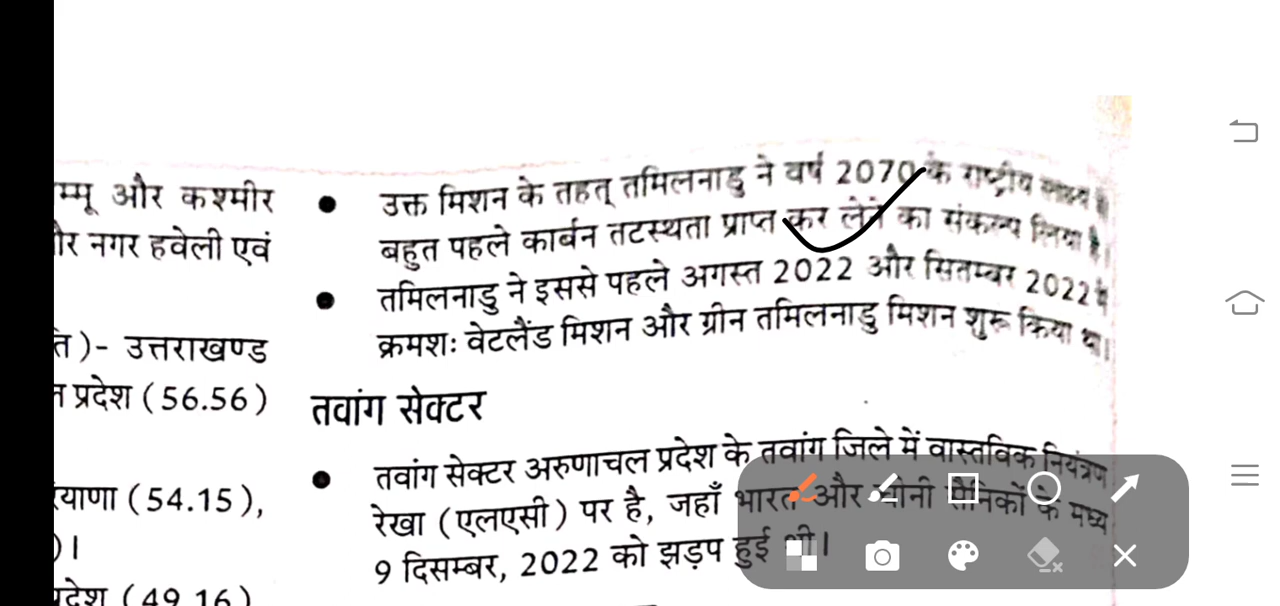 म्मू और कश्मीर
र नगर हवेली एवं
)- उत्तराखण्ड
प्रदेश (56.56)
याणा (54.15),
)।
(49.16)
● उक्त मिशन के तहत् तमिलनाडु ने वर्ष 2070 के राष्ट्रीय
बहुत पहले कार्बन तटस्थता प्राप्त कर लेने का संकल्प लिया है।
● तमिलनाडु ने इससे पहले अगस्त 2022 और सितम्बर 2022 में
क्रमशः वेटलैंड मिशन और ग्रीन तमिलनाडु मिशन शुरू किया था।
तवांग सेक्टर
● तवांग सेक्टर अरुणाचल प्रदेश के तवांग जिले में वास्तविक नियंत्रण
रेखा (एलएसी) पर है, जहाँ भारत और चीनी सैनिकों के मध्य
9 दिसम्बर, 2022 को झड़प हुई थी।